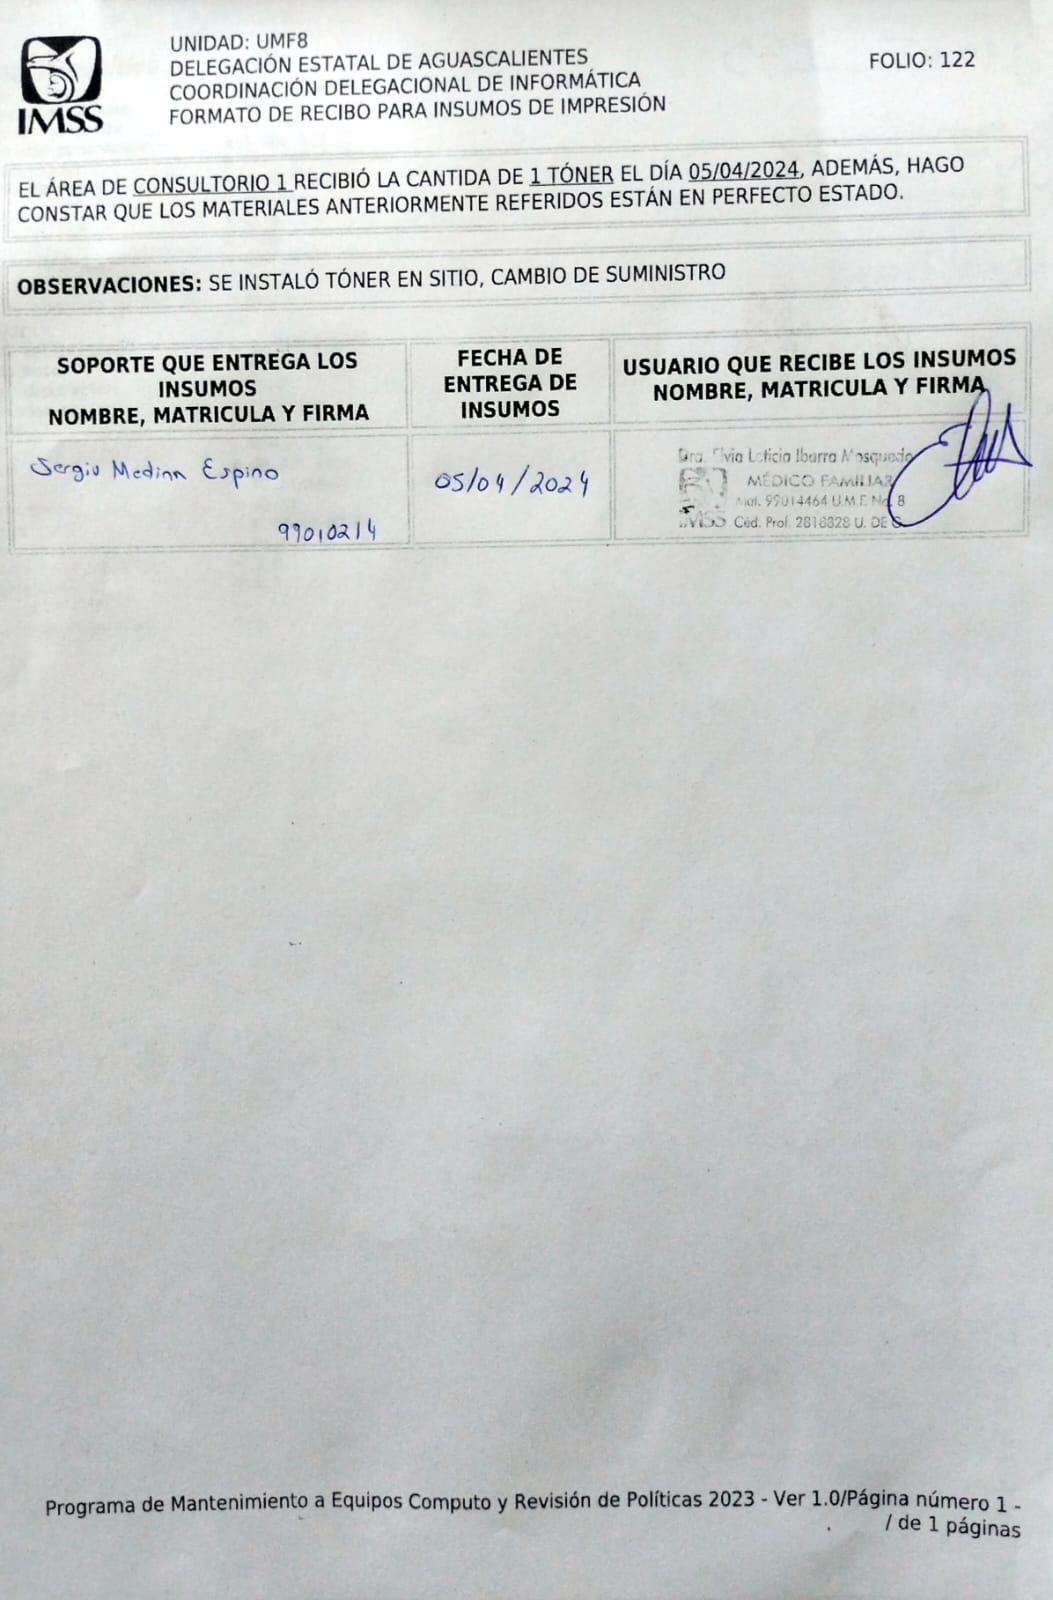 UNIDAD: UMF8
DELEGACIÓN ESTATAL DE AGUASCALIENTES
COORDINACIÓN DELEGACIONAL DE INFORMÁTICA
FORMATO DE RECIBO PARA INSUMOS DE IMPRESIÓN
FOLIO: 122
IMSS
EL ÁREA DE CONSULTORIO 1 RECIBIÓ LA CANTIDA DE 1 TÓNER EL DÍA 05/04/2024, ADEMÁS, HAGO
CONSTAR QUE LOS MATERIALES ANTERIORMENTE REFERIDOS ESTÁN EN PERFECTO ESTADO.
OBSERVACIONES: SE INSTALÓ TÓNER EN SITIO, CAMBIO DE SUMINISTRO
SOPORTE QUE ENTREGA LOS
INSUMOS
NOMBRE, MATRICULA Y FIRMA
FECHA DE
ENTREGA DE
INSUMOS
USUARIO QUE RECIBE LOS INSUMOS
NOMBRE, MATRICULA Y FIRMA
Sergio Medina Espino
99010214
05/04/2024
Dra. Elvia Leticia Ibarra Mosqueda
MÉDICO FAMILIAR
Mat. 99014464 U.M.F. No. 8
IMSS Céd. Prof. 2818828 U. DE G
Programa de Mantenimiento a Equipos Computo y Revisión de Políticas 2023 - Ver 1.0/Página número 1 -
/ de 1 páginas